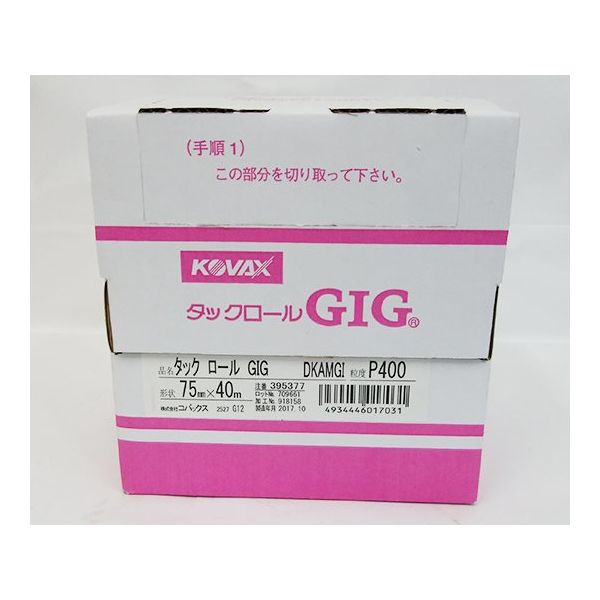 (手順1)
この部分を切り取って下さい。
KOVAX
タックロールGIG®
品名 タック ロール GIG DKAMGI 粒度 P400
形状 75mm×40m 注番 395377
ロットNo. 709661
加工No. 918158
株式会社コバックス 2527 G12 製造年月 2017.10
4934446017031